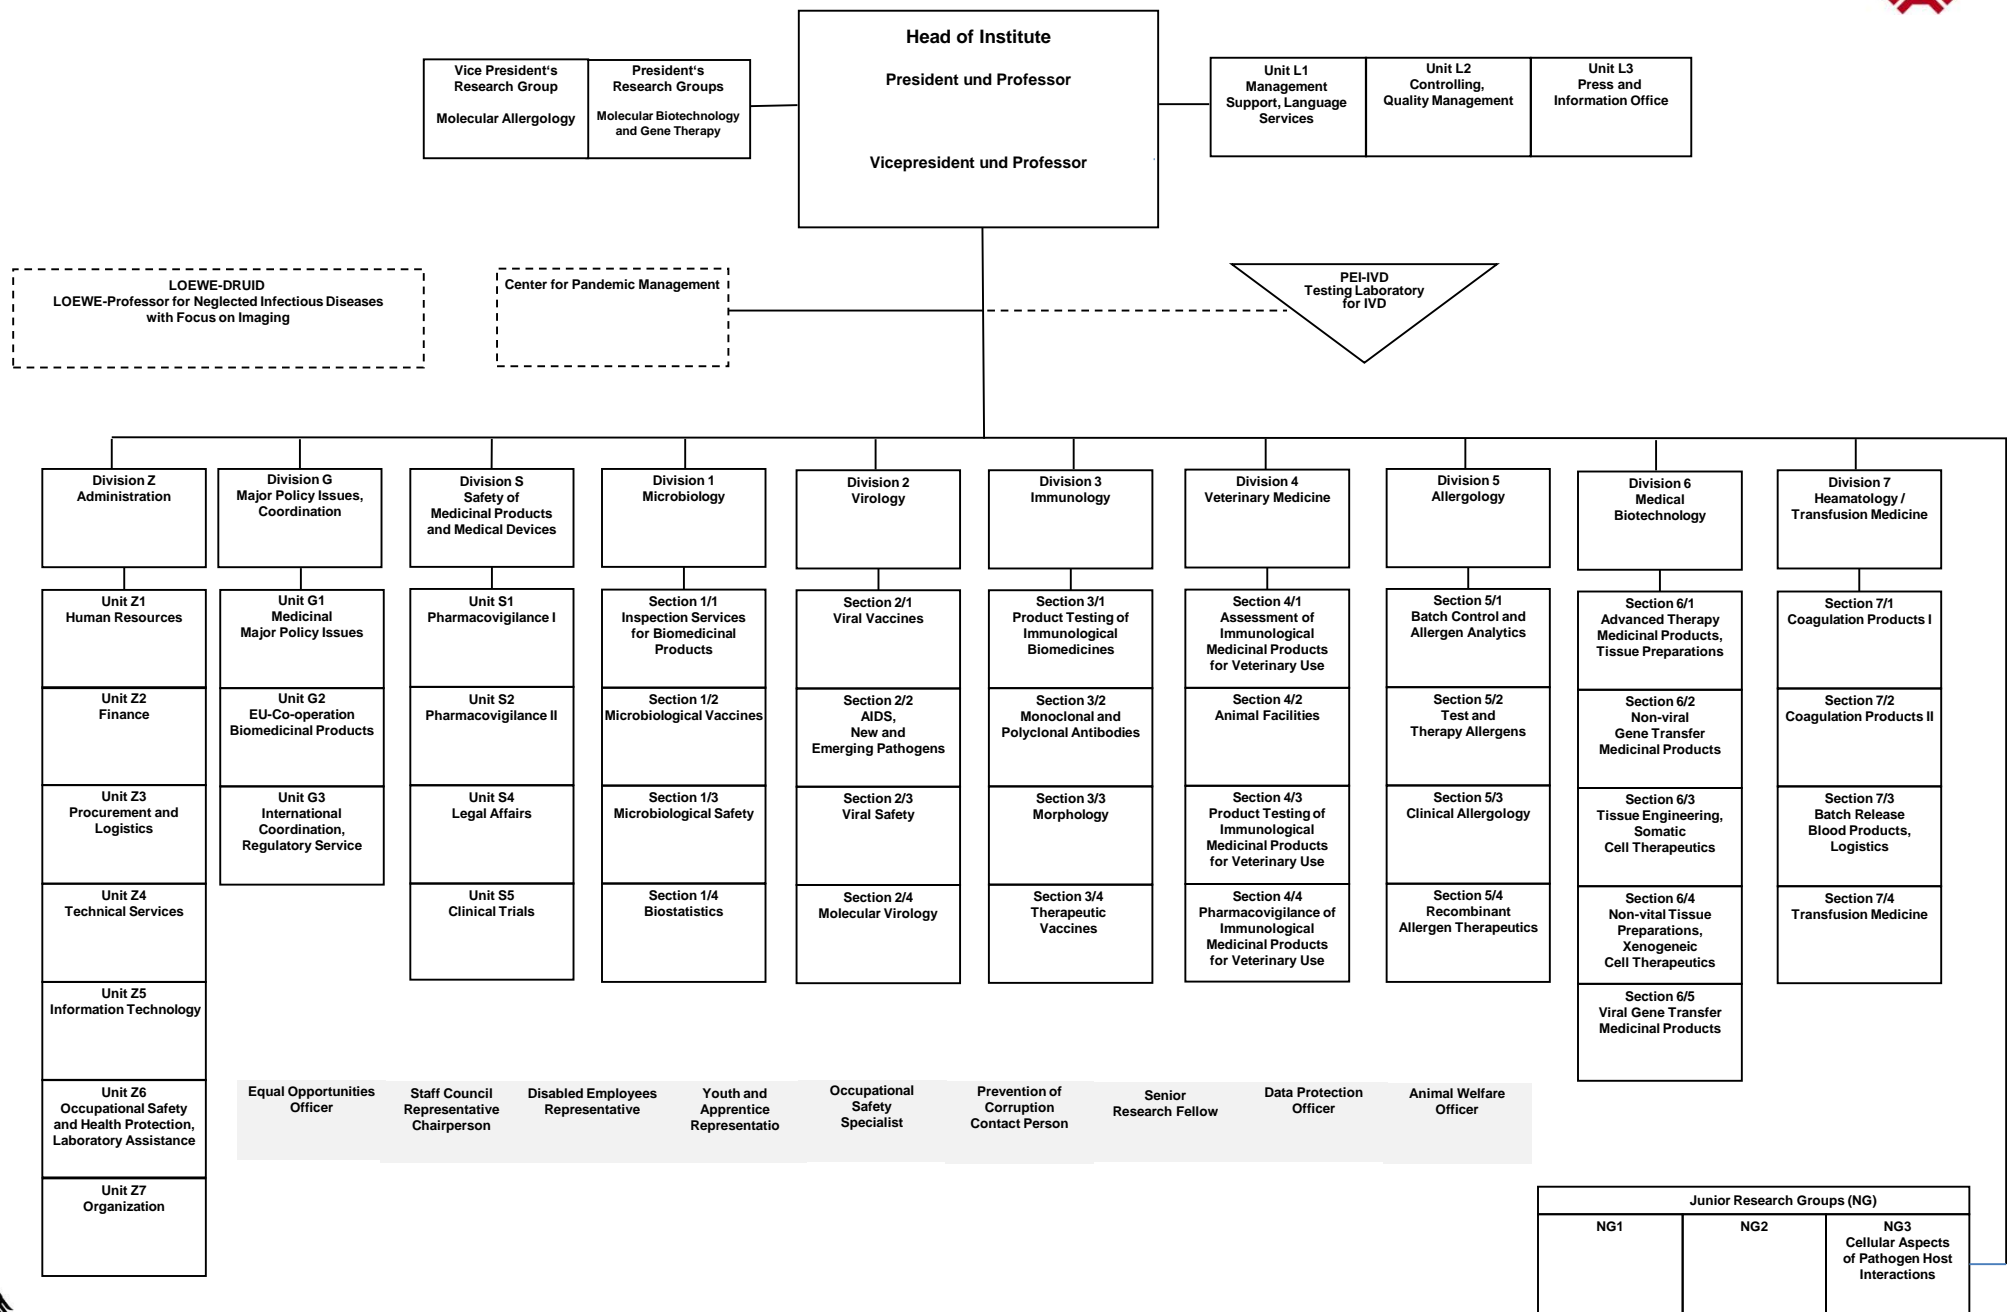 Head of Institute
President und Professor
Vicepresident und Professor
Vice President‘s
Research Group
Molecular Allergology
President‘s
Research Groups
Molecular Biotechnology
and Gene Therapy
Unit L1
Management
Support, Language
Services
Unit L2
Controlling,
Quality Management
Unit L3
Press and
Information Office
LOEWE-DRUID
LOEWE-Professor for Neglected Infectious Diseases
with Focus on Imaging
Center for Pandemic Management
PEI-IVD
Testing Laboratory
for IVD
Division Z
Administration
Division G
Major Policy Issues,
Coordination
Division S
Safety of
Medicinal Products
and Medical Devices
Division 1
Microbiology
Division 2
Virology
Division 3
Immunology
Division 4
Veterinary Medicine
Division 5
Allergology
Division 6
Medical
Biotechnology
Division 7
Heamatology /
Transfusion Medicine
Unit Z1
Human Resources
Unit Z2
Finance
Unit Z3
Procurement and
Logistics
Unit Z4
Technical Services
Unit Z5
Information Technology
Unit Z6
Occupational Safety
and Health Protection,
Laboratory Assistance
Unit Z7
Organization
Unit G1
Medicinal
Major Policy Issues
Unit G2
EU-Co-operation
Biomedicinal Products
Unit G3
International
Coordination,
Regulatory Service
Unit S1
Pharmacovigilance I
Unit S2
Pharmacovigilance II
Unit S4
Legal Affairs
Unit S5
Clinical Trials
Section 1/1
Inspection Services
for Biomedicinal
Products
Section 1/2
Microbiological Vaccines
Section 1/3
Microbiological Safety
Section 1/4
Biostatistics
Section 2/1
Viral Vaccines
Section 2/2
AIDS,
New and
Emerging Pathogens
Section 2/3
Viral Safety
Section 2/4
Molecular Virology
Section 3/1
Product Testing of
Immunological
Biomedicines
Section 3/2
Monoclonal and
Polyclonal Antibodies
Section 3/3
Morphology
Section 3/4
Therapeutic
Vaccines
Section 4/1
Assessment of
Immunological
Medicinal Products
for Veterinary Use
Section 4/2
Animal Facilities
Section 4/3
Product Testing of
Immunological
Medicinal Products
for Veterinary Use
Section 4/4
Pharmacovigilance of
Immunological
Medicinal Products
for Veterinary Use
Section 5/1
Batch Control and
Allergen Analytics
Section 5/2
Test and
Therapy Allergens
Section 5/3
Clinical Allergology
Section 5/4
Recombinant
Allergen Therapeutics
Section 6/1
Advanced Therapy
Medicinal Products,
Tissue Preparations
Section 6/2
Non-viral
Gene Transfer
Medicinal Products
Section 6/3
Tissue Engineering,
Somatic
Cell Therapeutics
Section 6/4
Non-vital Tissue
Preparations,
Xenogeneic
Cell Therapeutics
Section 6/5
Viral Gene Transfer
Medicinal Products
Section 7/1
Coagulation Products I
Section 7/2
Coagulation Products II
Section 7/3
Batch Release
Blood Products,
Logistics
Section 7/4
Transfusion Medicine
Equal Opportunities
Officer
Staff Council
Representative
Chairperson
Disabled Employees
Representative
Youth and
Apprentice
Representatio
Occupational
Safety
Specialist
Prevention of
Corruption
Contact Person
Senior
Research Fellow
Data Protection
Officer
Animal Welfare
Officer
Junior Research Groups (NG)
NG1
NG2
NG3
Cellular Aspects
of Pathogen Host
Interactions